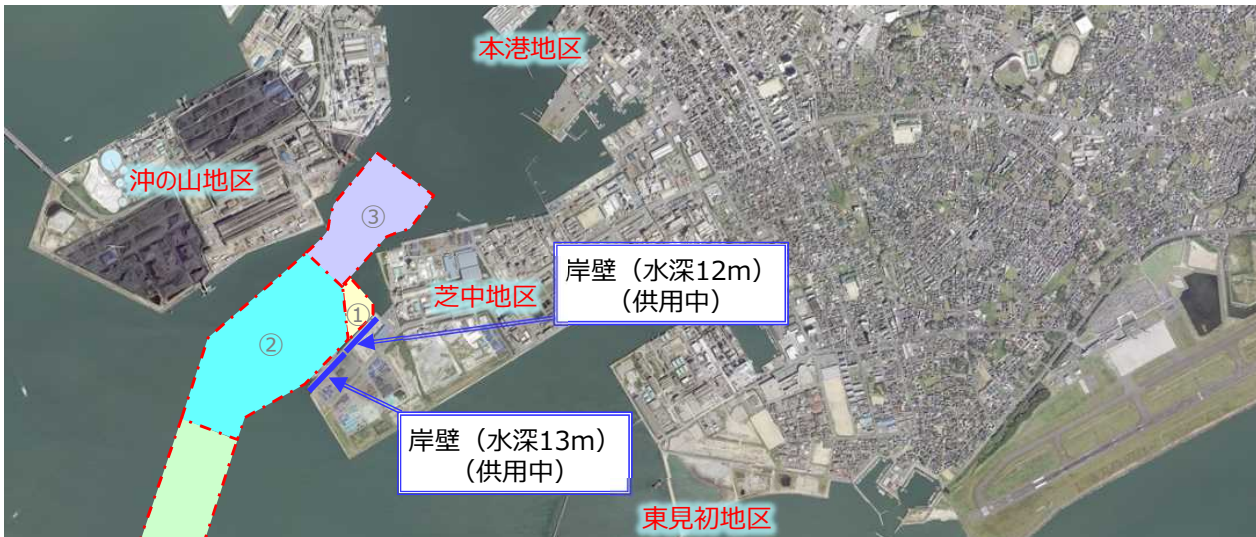 本港地区
沖の山地区
③
芝中地区
岸壁（水深12m）
（供用中）
①
②
岸壁（水深13m）
（供用中）
東見初地区